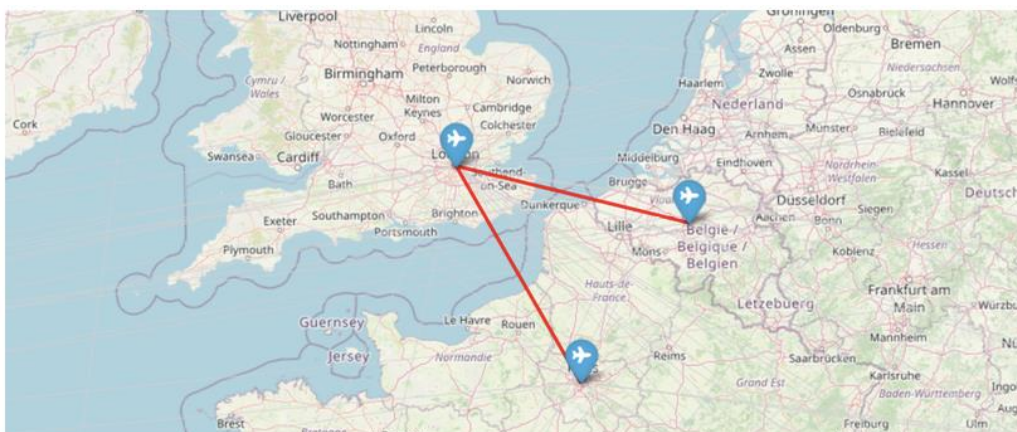 Liverpool
Lincoln
Groningen
Oldenburg
Bremen
Assen
Nottingham
England
Niedersachsen
Peterborough
Norwich
Haarlem
Zwolle
Birmingham
Cymru /
Wales
Osnabrück
Hannover
Nederland
Milton
Keynes
Cambridge
Colchester
Worcester
Den Haag
Arnhem
Münster
Bielefeld
Cork
Gloucester
Oxford
Swansea
Cardiff
London
Middelburg
Eindhoven
Nordrhein-
Westfalen
Kassel
Bath
Southend
-on-Sea
Brugge
Düsseldorf
Deutsch
Dunkerque
Aachen
Bonn
Siegen
Exeter
Southampton
Brighton
Portsmouth
Lille
België /
Belgique /
Belgien
Plymouth
Mons
Koblenz
Hessen
Hauts-de-
France
Frankfurt am
Main
Lëtzebuerg
Würzbu
Guernsey
Le Havre
Rouen
Jersey
Normandie
Reims
Saarbrücken
Mannheim
Karlsruhe
Grand Est
Baden-Württemberg
Brest
Freiburg
Ulm